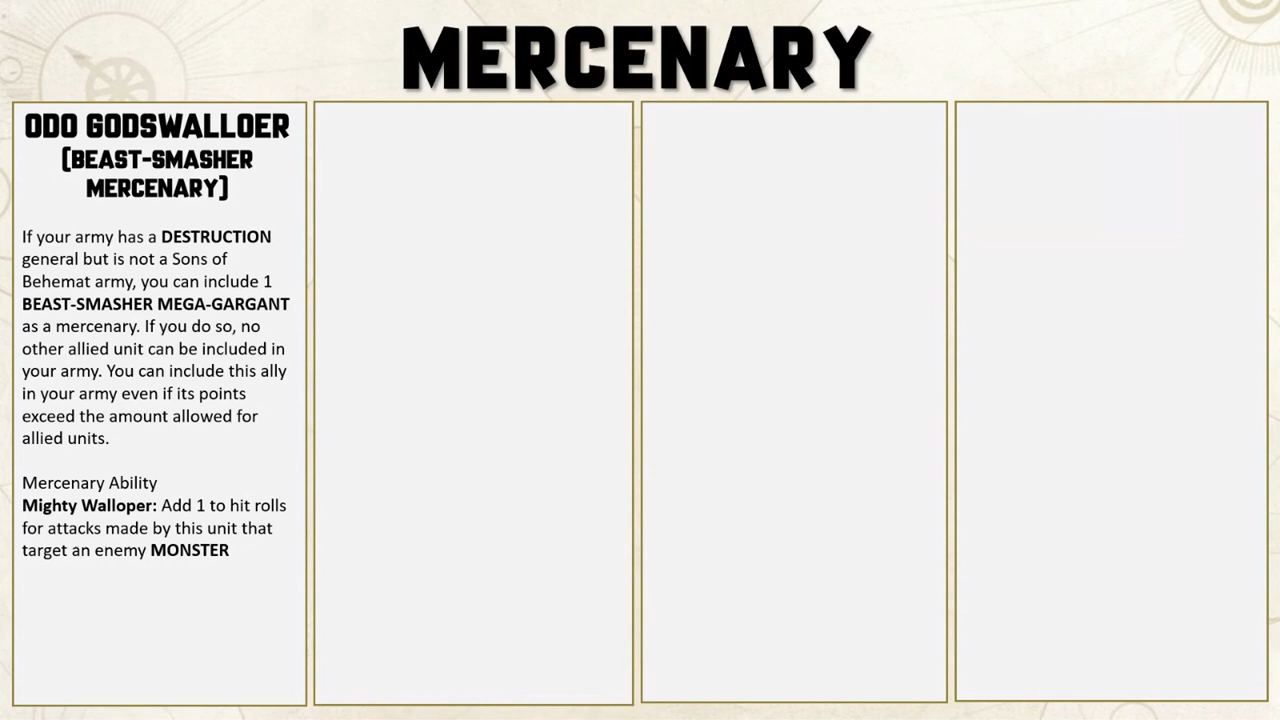 MERCENARY
ODO GODSWALLOER
(BEAST-SMASHER
MERCENARY)
If your army has a DESTRUCTION
general but is not a Sons of
Behemat army, you can include 1
BEAST-SMASHER MEGA-GARGANT
as a mercenary. If you do so, no
other allied unit can be included in
your army. You can include this ally
in your army even if its points
exceed the amount allowed for
allied units.
Mercenary Ability
Mighty Walloper: Add 1 to hit rolls
for attacks made by this unit that
target an enemy MONSTER